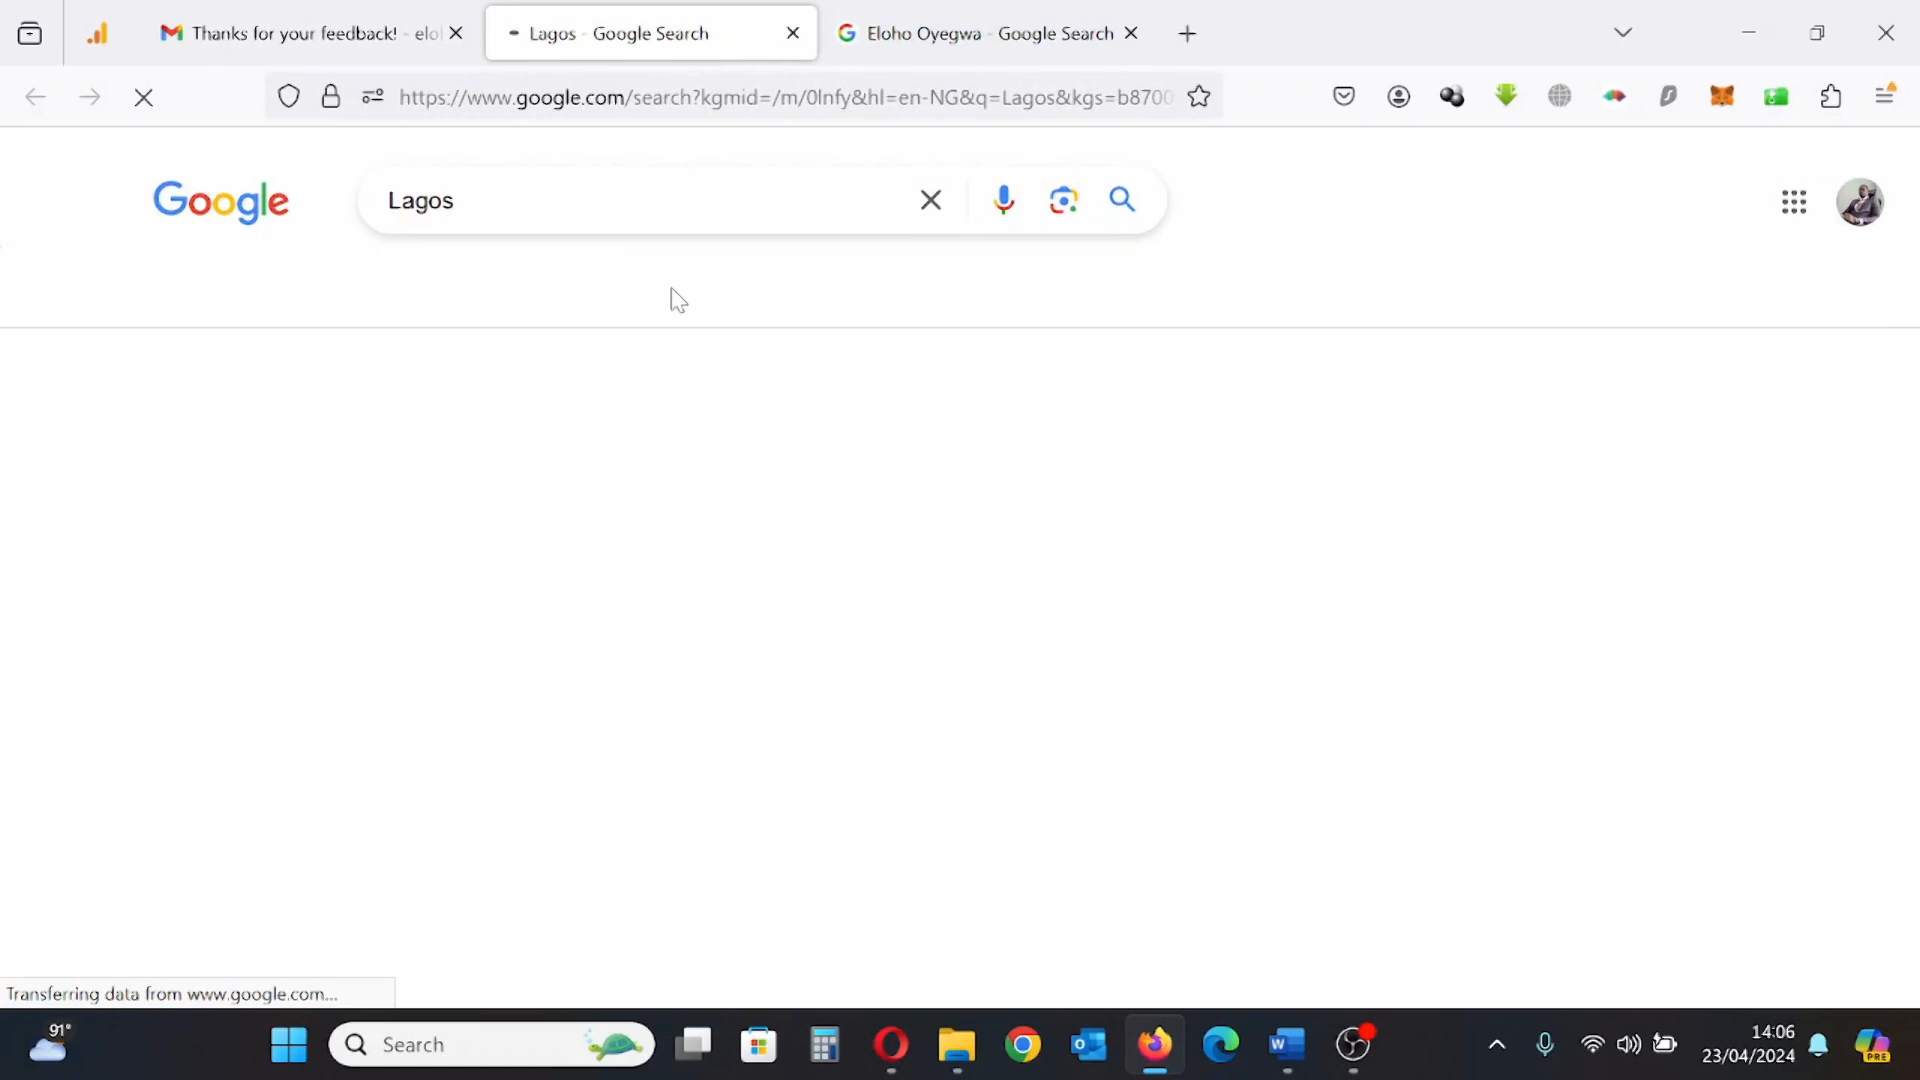 Thanks for your feedback! - elo
Lagos - Google Search
Eloho Oyegwa - Google Search
https://www.google.com/search?kgmid=/m/0lnfy&hl=en-NG&q=Lagos&kgs=b8700
Google
Lagos
Transferring data from www.google.com...
91°
Search
14:06
23/04/2024
PRE